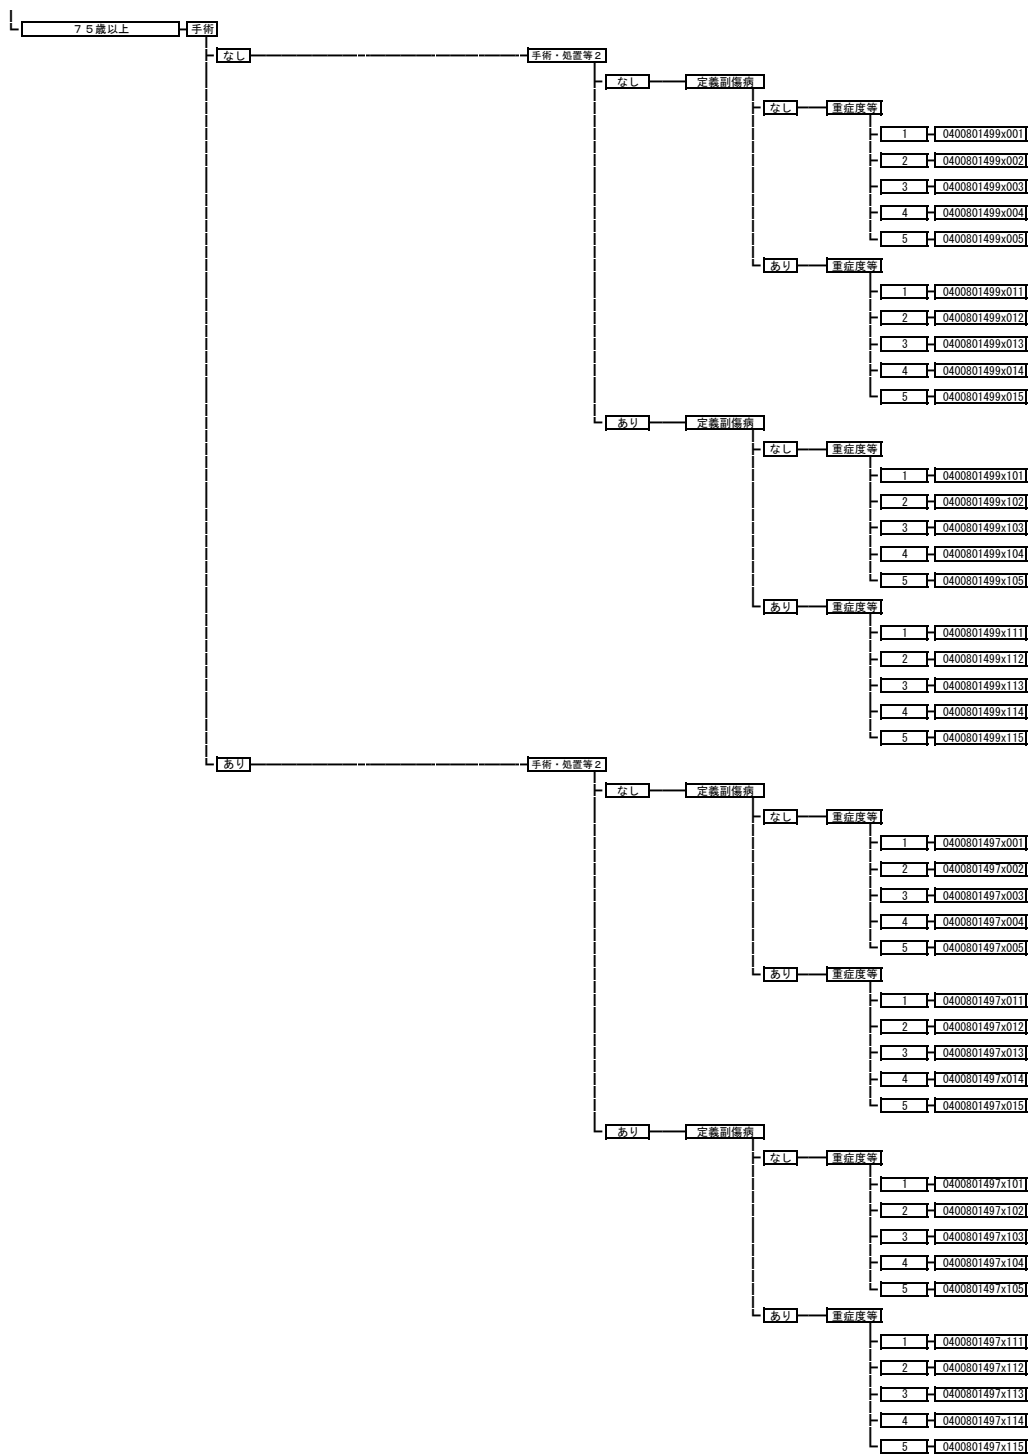 ７５歳以上 手術
なし 手術・処置等２
なし 定義副傷病
なし 重症度等
1 0400801499x001
2 0400801499x002
3 0400801499x003
4 0400801499x004
5 0400801499x005
あり 重症度等
1 0400801499x011
2 0400801499x012
3 0400801499x013
4 0400801499x014
5 0400801499x015
あり 定義副傷病
なし 重症度等
1 0400801499x101
2 0400801499x102
3 0400801499x103
4 0400801499x104
5 0400801499x105
あり 重症度等
1 0400801499x111
2 0400801499x112
3 0400801499x113
4 0400801499x114
5 0400801499x115
あり 手術・処置等２
なし 定義副傷病
なし 重症度等
1 0400801497x001
2 0400801497x002
3 0400801497x003
4 0400801497x004
5 0400801497x005
あり 重症度等
1 0400801497x011
2 0400801497x012
3 0400801497x013
4 0400801497x014
5 0400801497x015
あり 定義副傷病
なし 重症度等
1 0400801497x101
2 0400801497x102
3 0400801497x103
4 0400801497x104
5 0400801497x105
あり 重症度等
1 0400801497x111
2 0400801497x112
3 0400801497x113
4 0400801497x114
5 0400801497x115